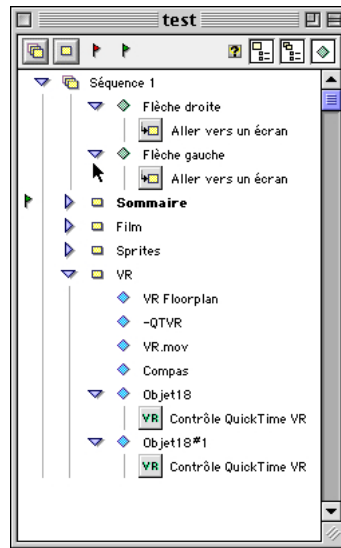 test
?
Séquence 1
Flèche droite
Aller vers un écran
Flèche gauche
Aller vers un écran
Sommaire
Film
Sprites
VR
VR Floorplan
-QTVR
VR.mov
Compas
Objet18
VR Contrôle QuickTime VR
Objet18#1
VR Contrôle QuickTime VR